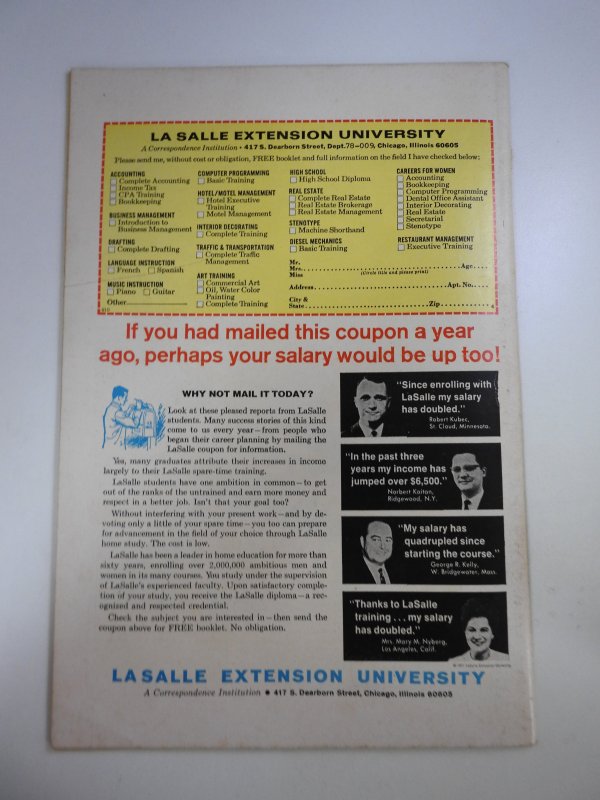 LA SALLE EXTENSION UNIVERSITY
A Correspondence Institution • 417 S. Dearborn Street, Dept. 78-009, Chicago, Illinois 60605
Please send me, without cost or obligation, FREE booklet and full information on the field I have checked below:
ACCOUNTING
Complete Accounting
Income Tax
CPA Training
Bookkeeping
BUSINESS MANAGEMENT
Introduction to
Business Management
DRAFTING
Complete Drafting
LANGUAGE INSTRUCTION
French Spanish
MUSIC INSTRUCTION
Piano Guitar
Other
COMPUTER PROGRAMMING
Basic Training
HOTEL/MOTEL MANAGEMENT
Hotel Executive
Training
Motel Management
INTERIOR DECORATING
Complete Training
TRAFFIC & TRANSPORTATION
Complete Traffic
Management
ART TRAINING
Commercial Art
Oil, Water Color
Painting
Complete Training
HIGH SCHOOL
High School Diploma
REAL ESTATE
Complete Real Estate
Real Estate Brokerage
Real Estate Management
STENOTYPE
Machine Shorthand
DIESEL MECHANICS
Basic Training
CAREERS FOR WOMEN
Accounting
Bookkeeping
Computer Programming
Dental Office Assistant
Interior Decorating
Real Estate
Secretarial
Stenotype
RESTAURANT MANAGEMENT
Executive Training
Mr.
Mrs. Age
Miss (Circle title and please print)
Address Apt. No.
City &
State Zip
If you had mailed this coupon a year
ago, perhaps your salary would be up too!
WHY NOT MAIL IT TODAY?
Look at these pleased reports from LaSalle
students. Many success stories of this kind
come to us every year—from people who
began their career planning by mailing the
LaSalle coupon for information.
Yes, many graduates attribute their increases in income
largely to their LaSalle spare-time training.
LaSalle students have one ambition in common—to get
out of the ranks of the untrained and earn more money and
respect in a better job. Isn't that your goal too?
Without interfering with your present work—and by de-
voting only a little of your spare time—you too can prepare
for advancement in the field of your choice through LaSalle
home study. The cost is low.
LaSalle has been a leader in home education for more than
sixty years, enrolling over 2,000,000 ambitious men and
women in its many courses. You study under the supervision
of LaSalle's experienced faculty. Upon satisfactory comple-
tion of your study, you receive the LaSalle diploma—a rec-
ognized and respected credential.
Check the subject you are interested in—then send the
coupon above for FREE booklet. No obligation.
"Since enrolling with
LaSalle my salary
has doubled."
Robert Kubec,
St. Cloud, Minnesota.
"In the past three
years my income has
jumped over $6,500."
Norbert Kaitan,
Ridgewood, N.Y.
"My salary has
quadrupled since
starting the course."
George R. Kelly,
W. Bridgewater, Mass.
"Thanks to LaSalle
training . . . my salary
has doubled."
Mrs. Mary M. Nyberg,
Los Angeles, Calif.
LASALLE EXTENSION UNIVERSITY
A Correspondence Institution • 417 S. Dearborn Street, Chicago, Illinois 60605